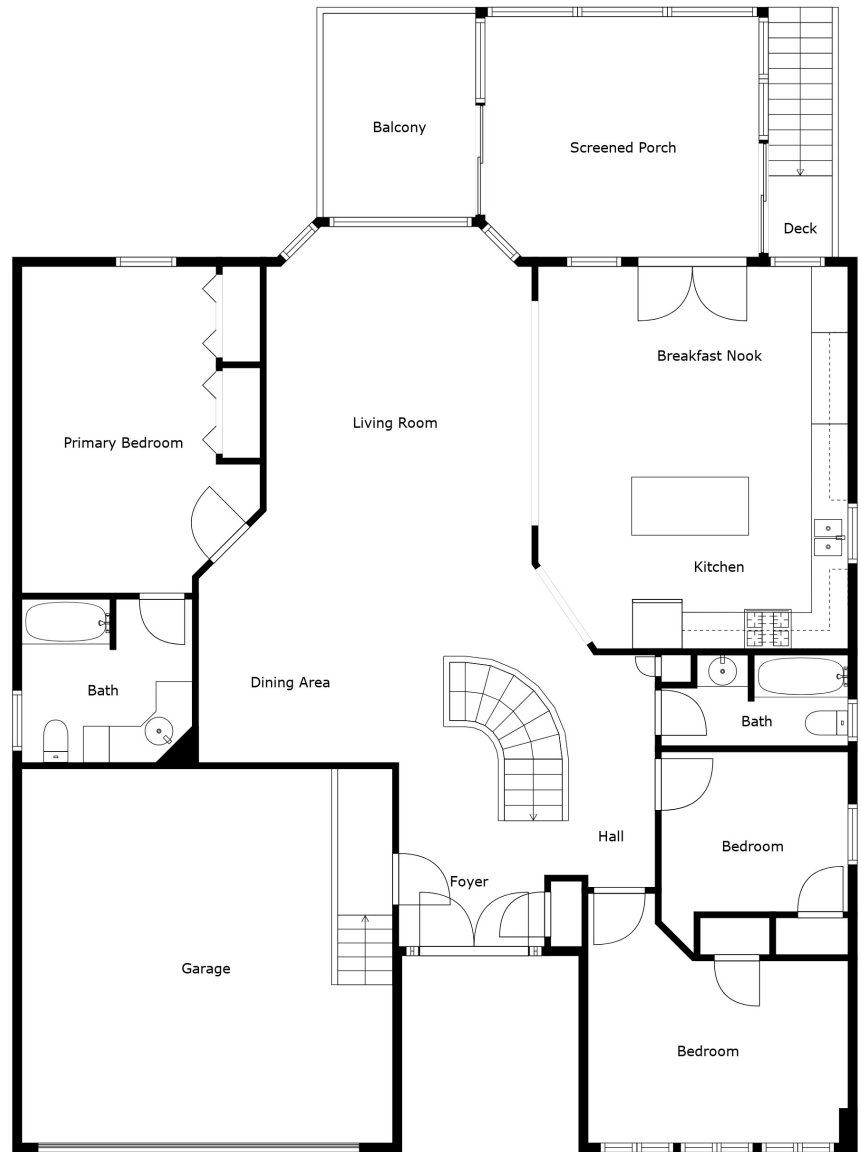 Balcony
Screened Porch
Deck
Breakfast Nook
Living Room
Primary Bedroom
Kitchen
Dining Area
Bath
Bath
Hall
Bedroom
Foyer
Garage
Bedroom